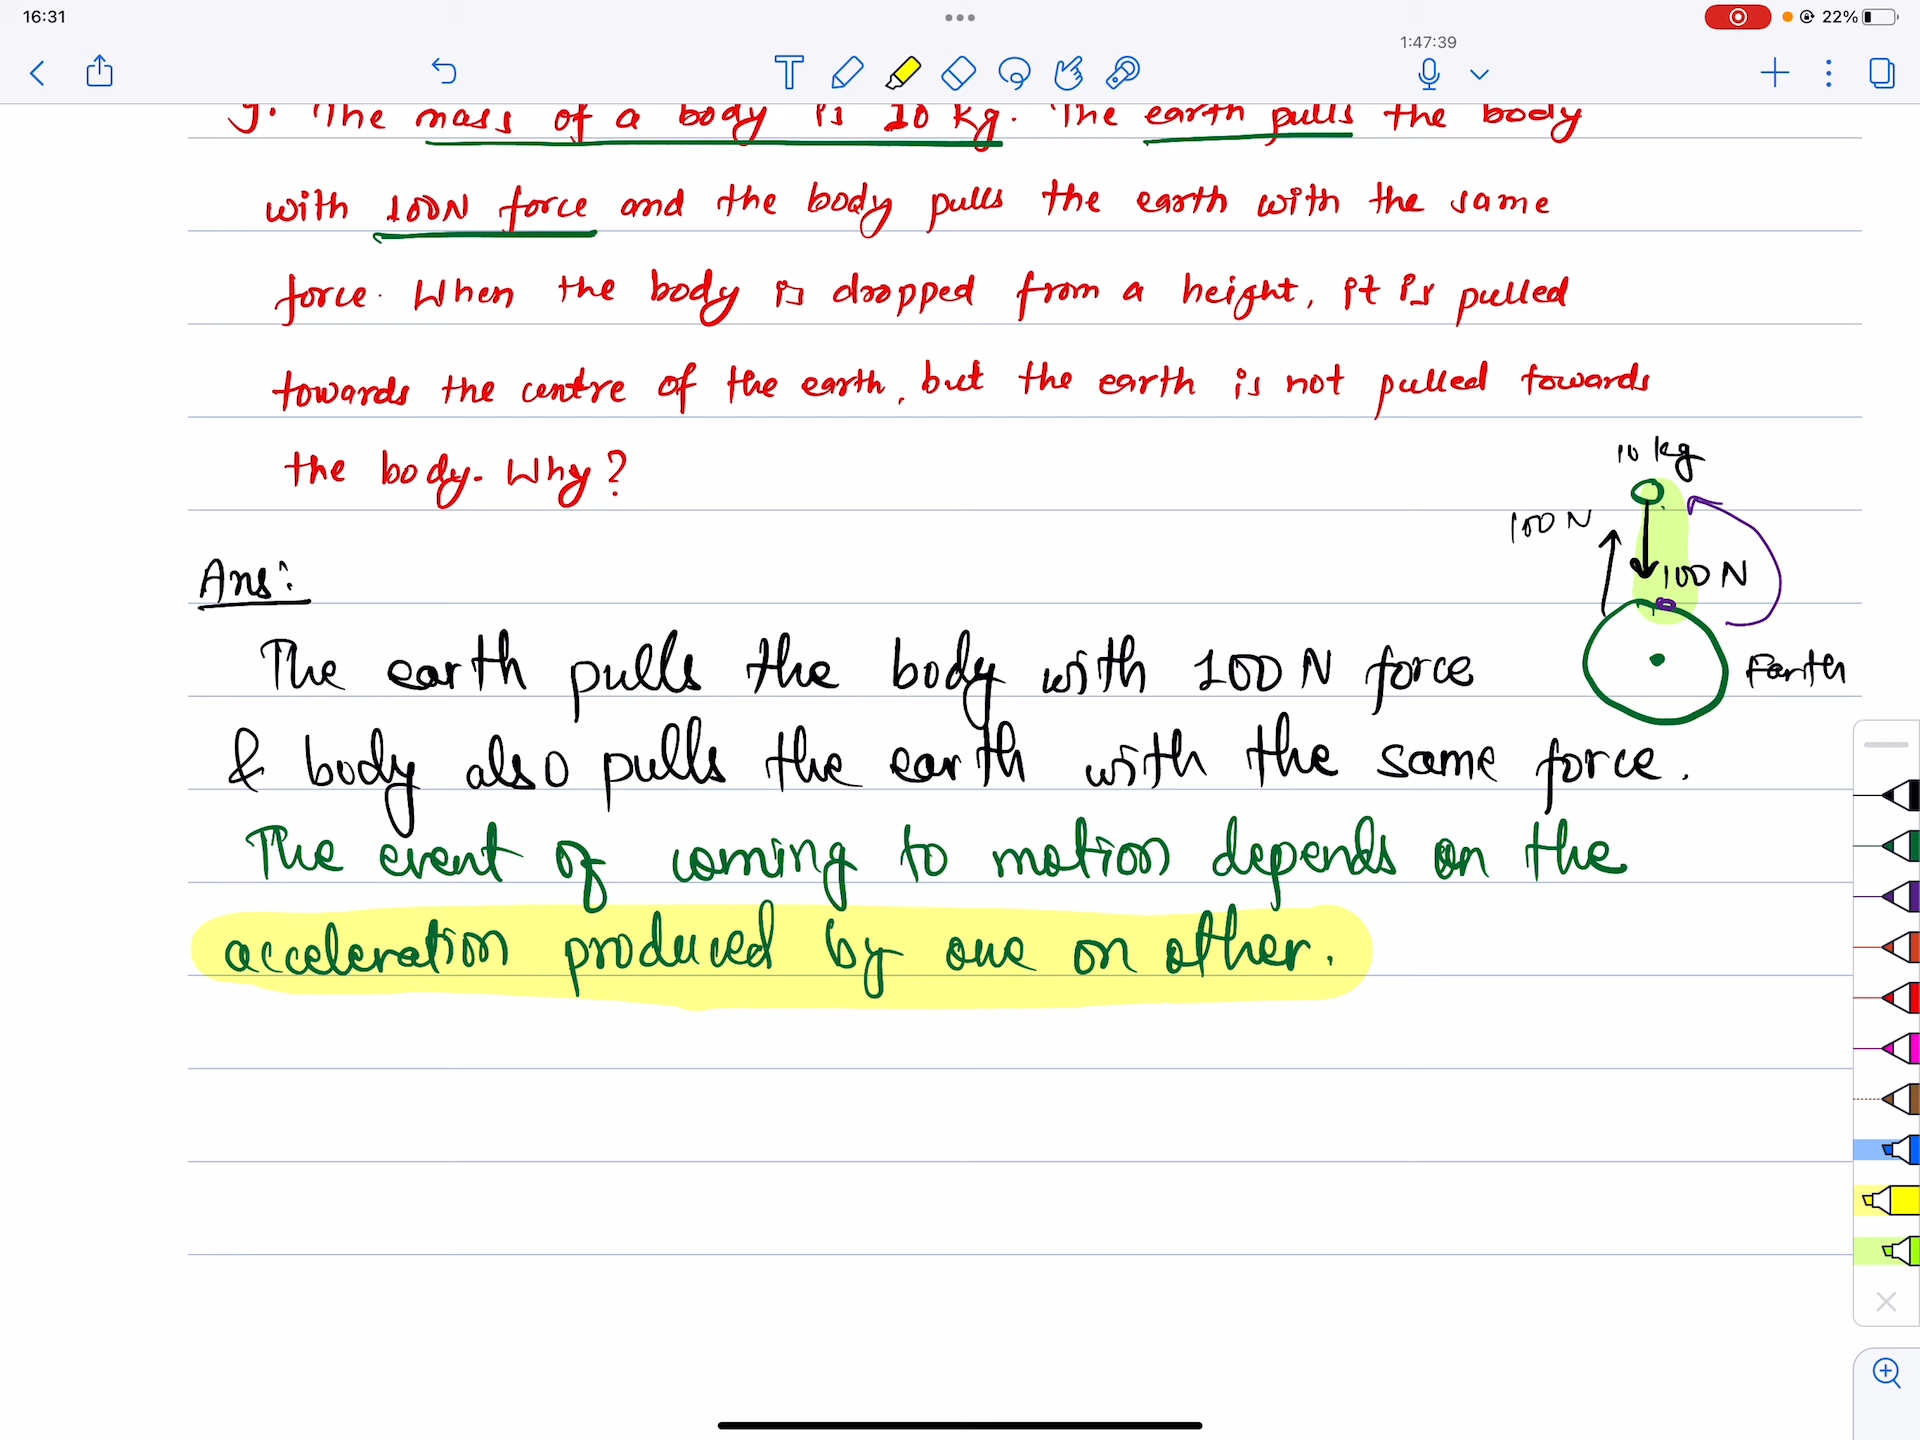 16:31
22%
1:47:39
The mass of a body is 10 kg. The earth pulls the body
with 100N force and the body pulls the earth with the same
force. When the body is dropped from a height, it is pulled
towards the centre of the earth, but the earth is not pulled towards
the body. Why?
10 kg
100 N
100 N
Earth
Ans:
The earth pulls the body with 100 N force
& body also pulls the earth with the same force.
The event of coming to motion depends on the
acceleration produced by one on other.